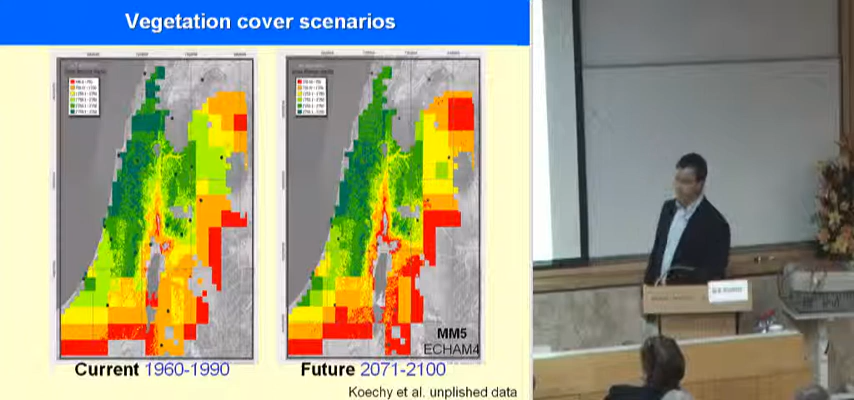 Vegetation cover scenarios
MM5
ECHAM4
Current 1960-1990
Future 2071-2100
Koechy et al. unplished data